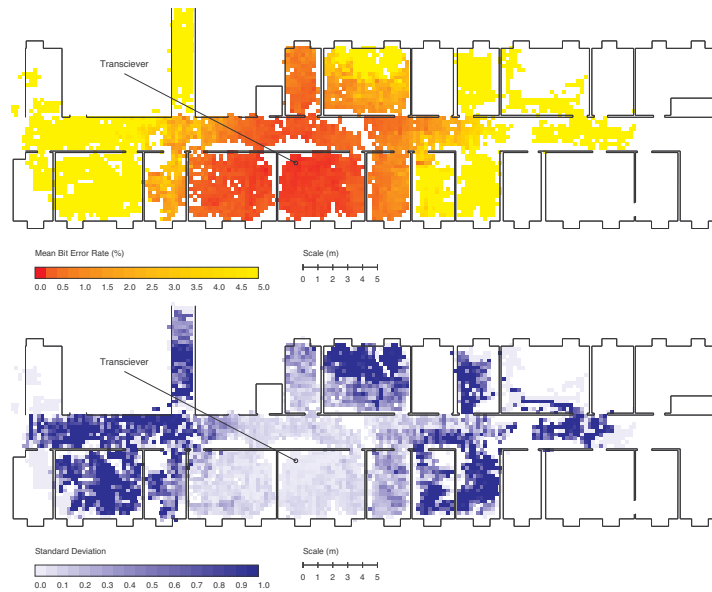 Transciever
Mean Bit Error Rate (%)
0.0 0.5 1.0 1.5 2.0 2.5 3.0 3.5 4.0 4.5 5.0
Scale (m)
0 1 2 3 4 5
Transciever
Standard Deviation
0.0 0.1 0.2 0.3 0.4 0.5 0.6 0.7 0.8 0.9 1.0
Scale (m)
0 1 2 3 4 5